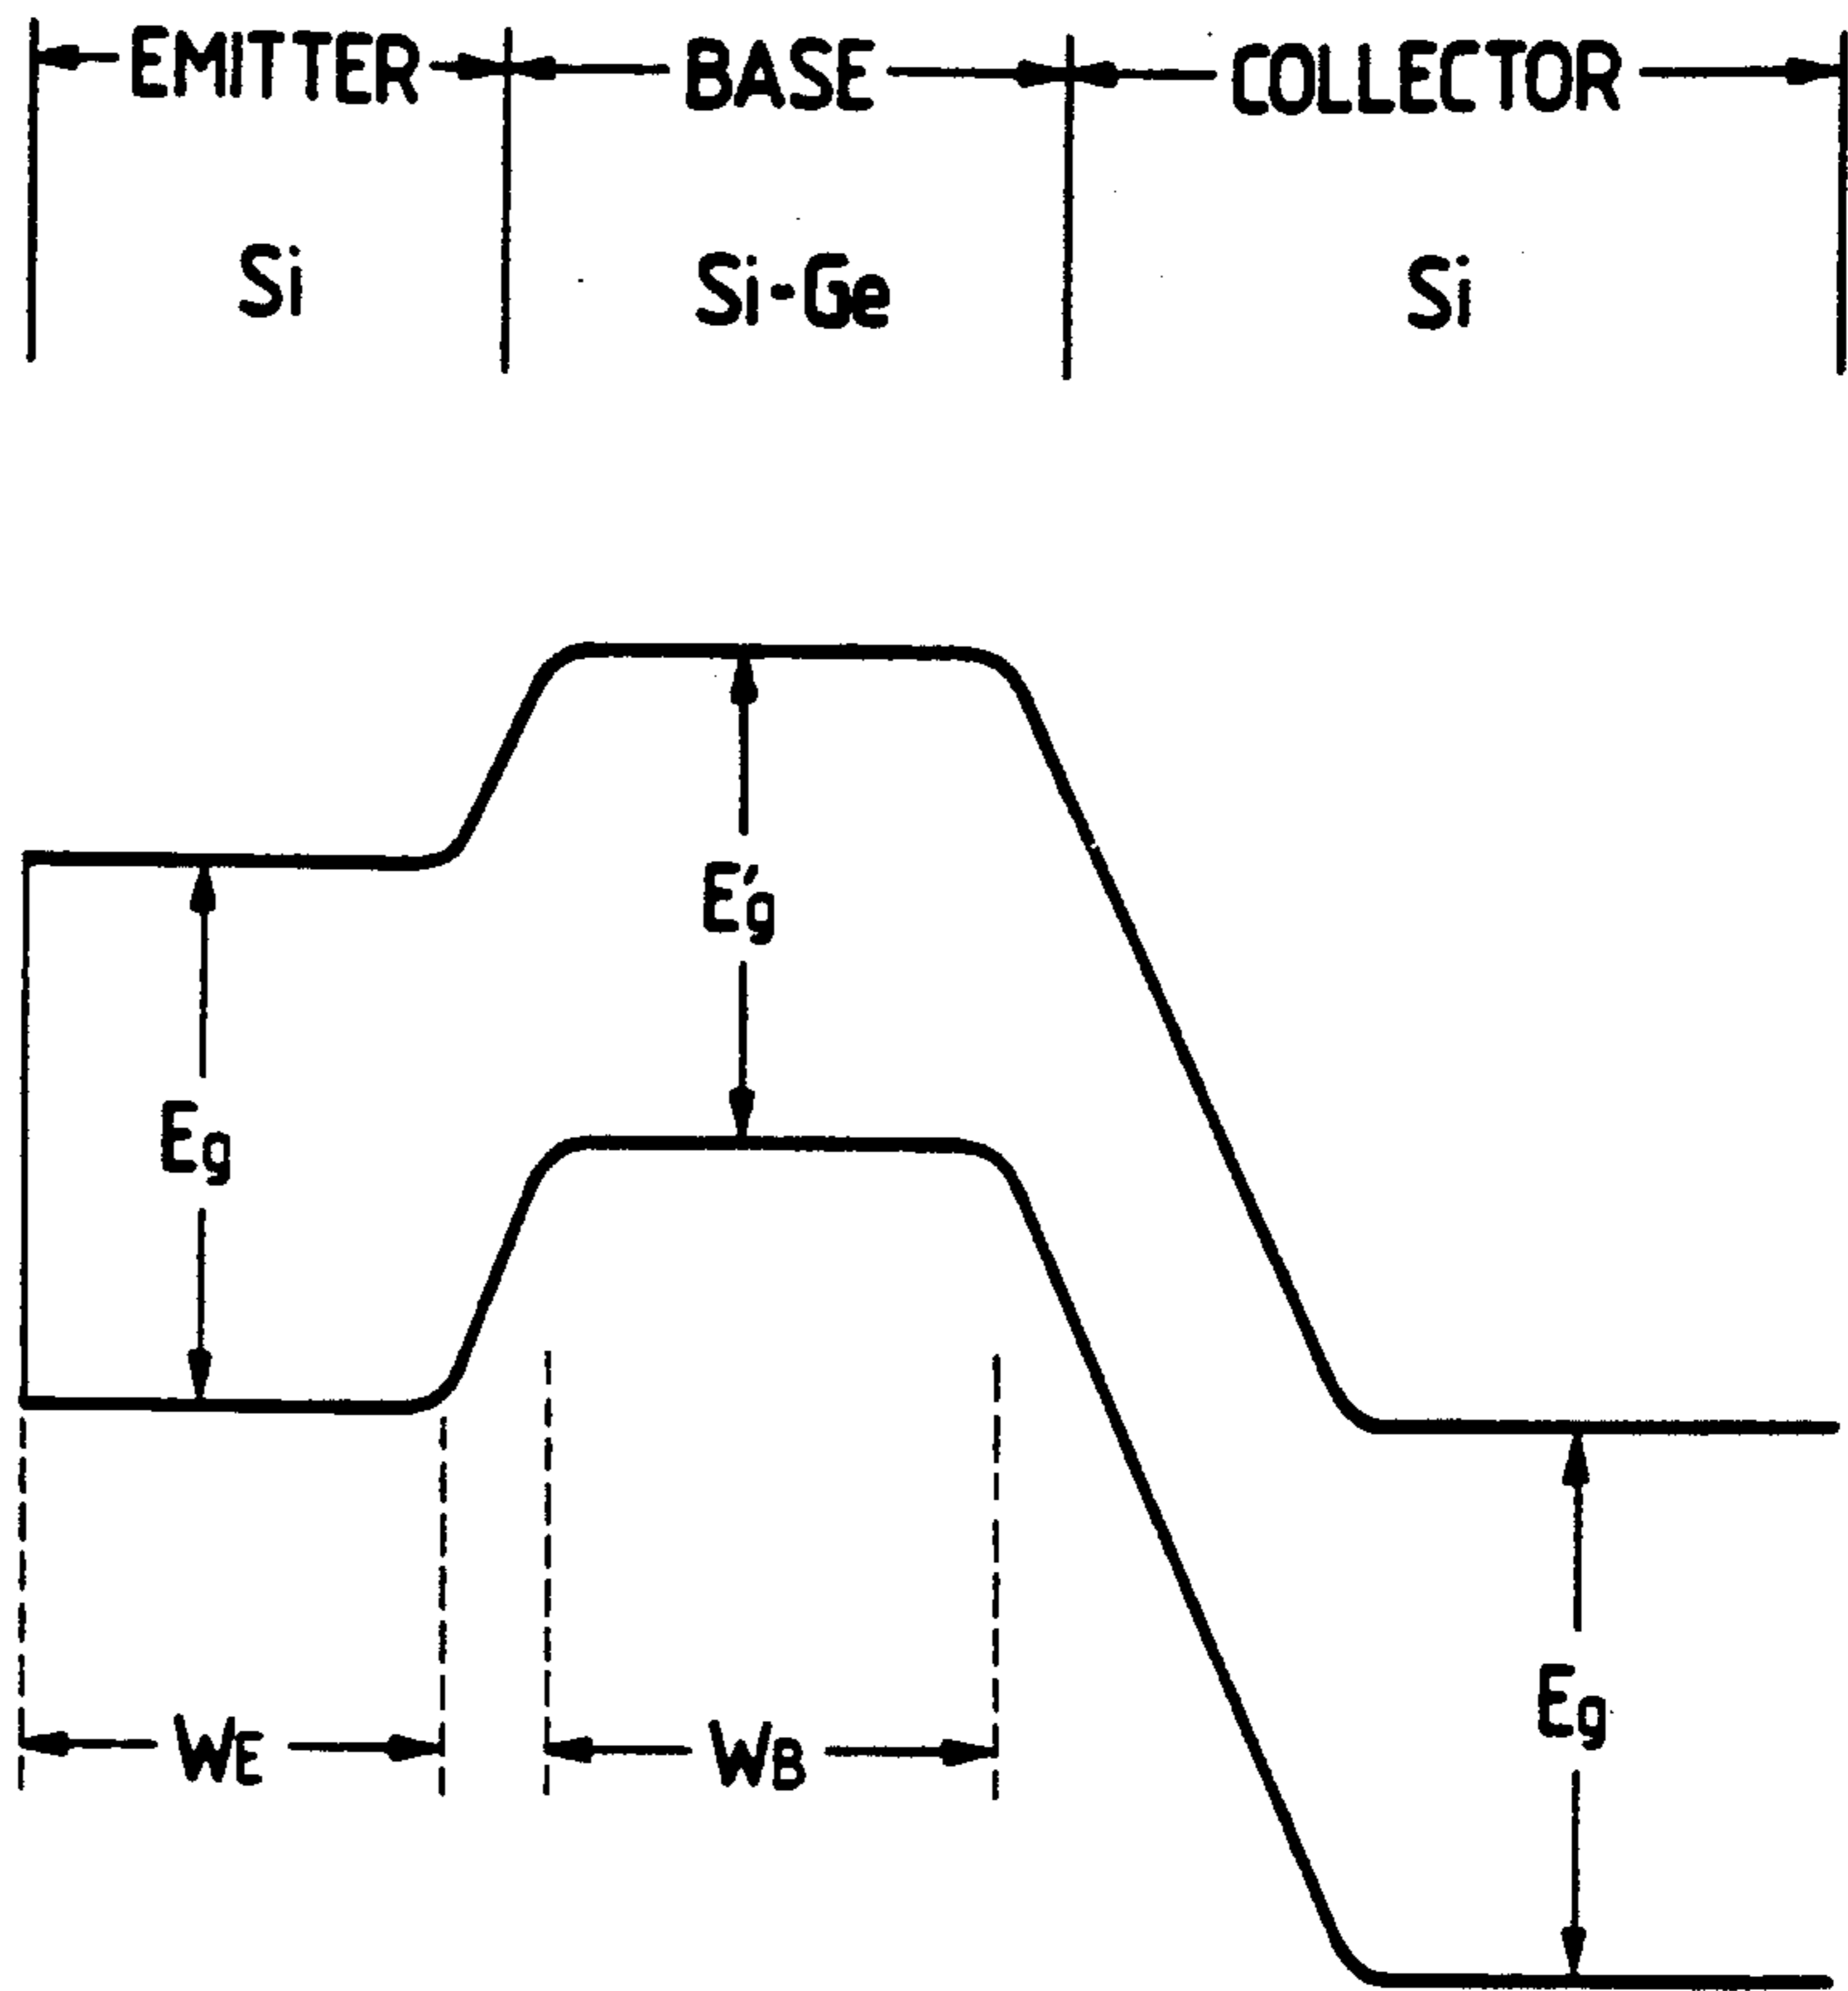 EMITTER BASE COLLECTOR
Si Si-Ge Si
E'g
Eg
Eg
WE WB